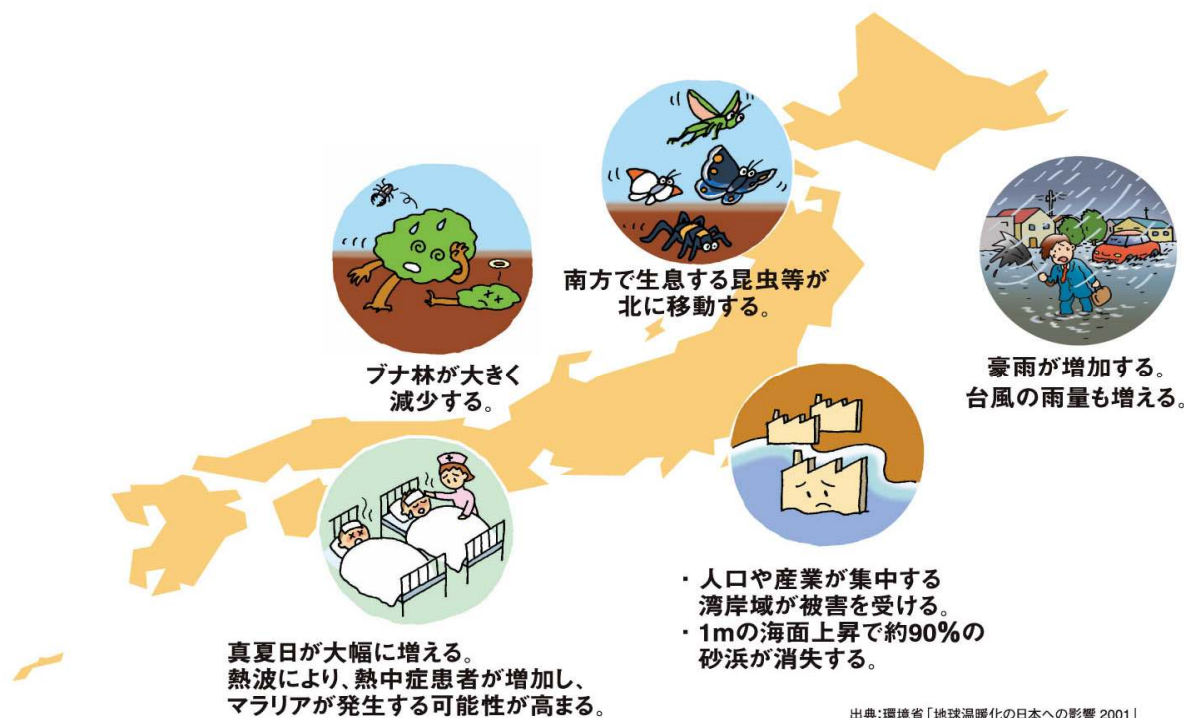 南方で生息する昆虫等が
北に移動する。
ブナ林が大きく
減少する。
豪雨が増加する。
台風の雨量も増える。
・人口や産業が集中する
湾岸域が被害を受ける。
・1mの海面上昇で約90%の
砂浜が消失する。
真夏日が大幅に増える。
熱波により、熱中症患者が増加し、
マラリアが発生する可能性が高まる。
出典:環境省「地球温暖化の日本への影響 2001」